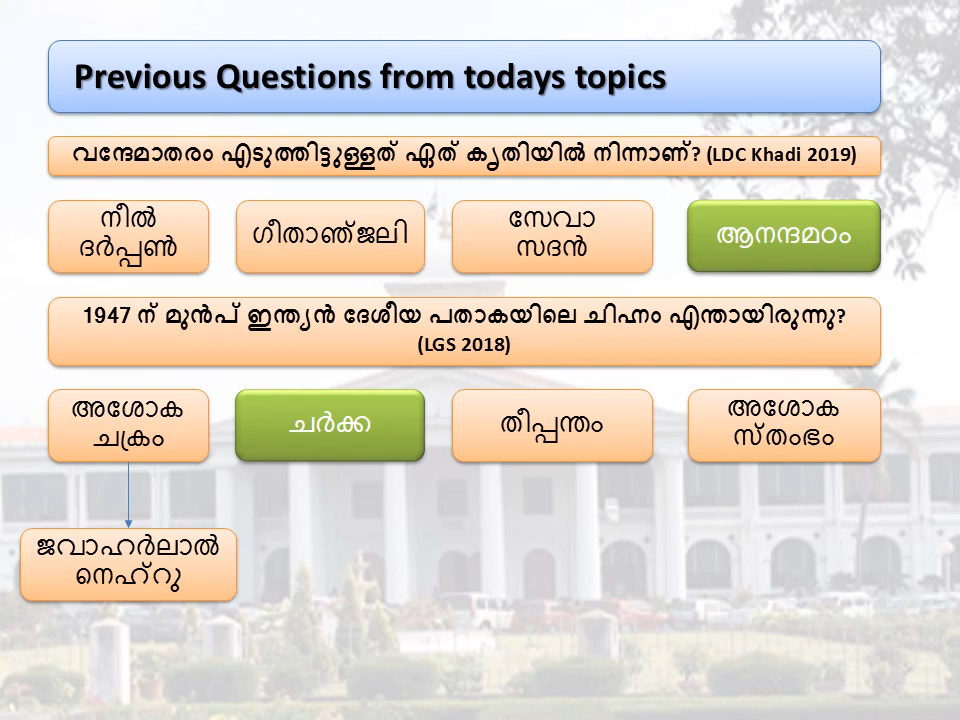 Previous Questions from todays topics
വന്ദേമാതരം എടുത്തിട്ടുള്ളത് ഏത് കൃതിയിൽ നിന്നാണ്? (LDC Khadi 2019)
നീൽ
ദർപ്പൺ
ഗീതാഞ്ജലി
സേവാ
സദൻ
ആനന്ദമഠം
1947 ന് മുൻപ് ഇന്ത്യൻ ദേശീയ പതാകയിലെ ചിഹ്നം എന്തായിരുന്നു?
(LGS 2018)
അശോക
ചക്രം
ചർക്ക
തീപ്പന്തം
അശോക
സ്തംഭം
ജവാഹർലാൽ
നെഹ്റു